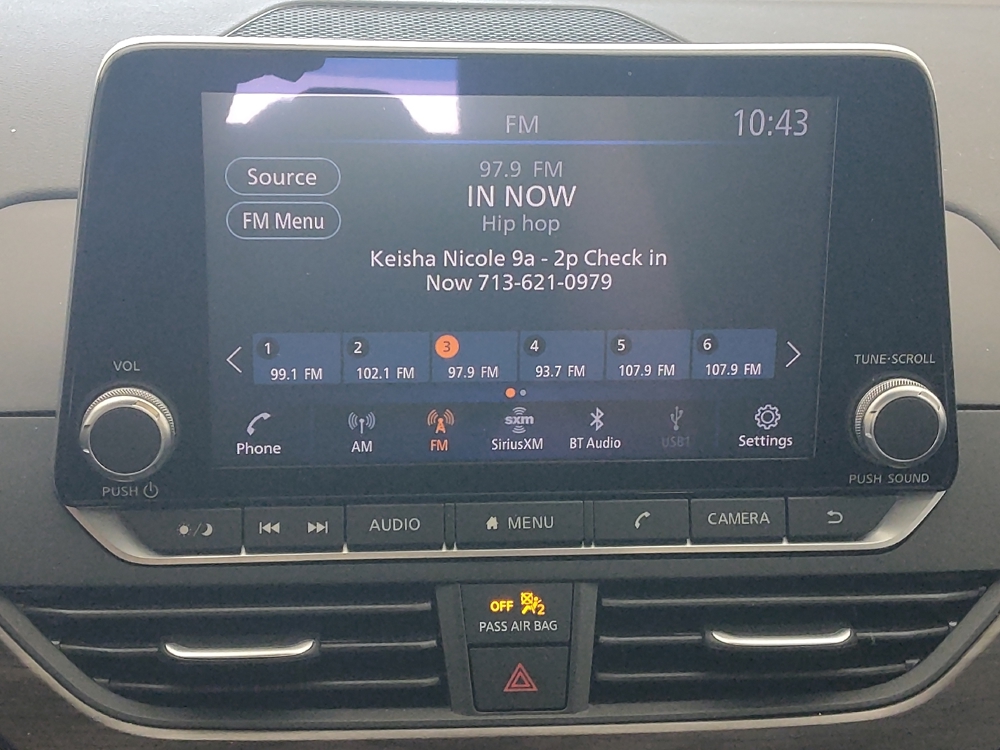 FM
10:43
Source
97.9 FM
IN NOW
FM Menu
Hip hop
Keisha Nicole 9a - 2p Check in
Now 713-621-0979
1 2 3 4 5 6
99.1 FM 102.1 FM 97.9 FM 93.7 FM 107.9 FM 107.9 FM
VOL
TUNE·SCROLL
Phone AM FM sxm SiriusXM BT Audio USB1 Settings
PUSH
PUSH SOUND
AUDIO MENU CAMERA
OFF 2
PASS AIR BAG